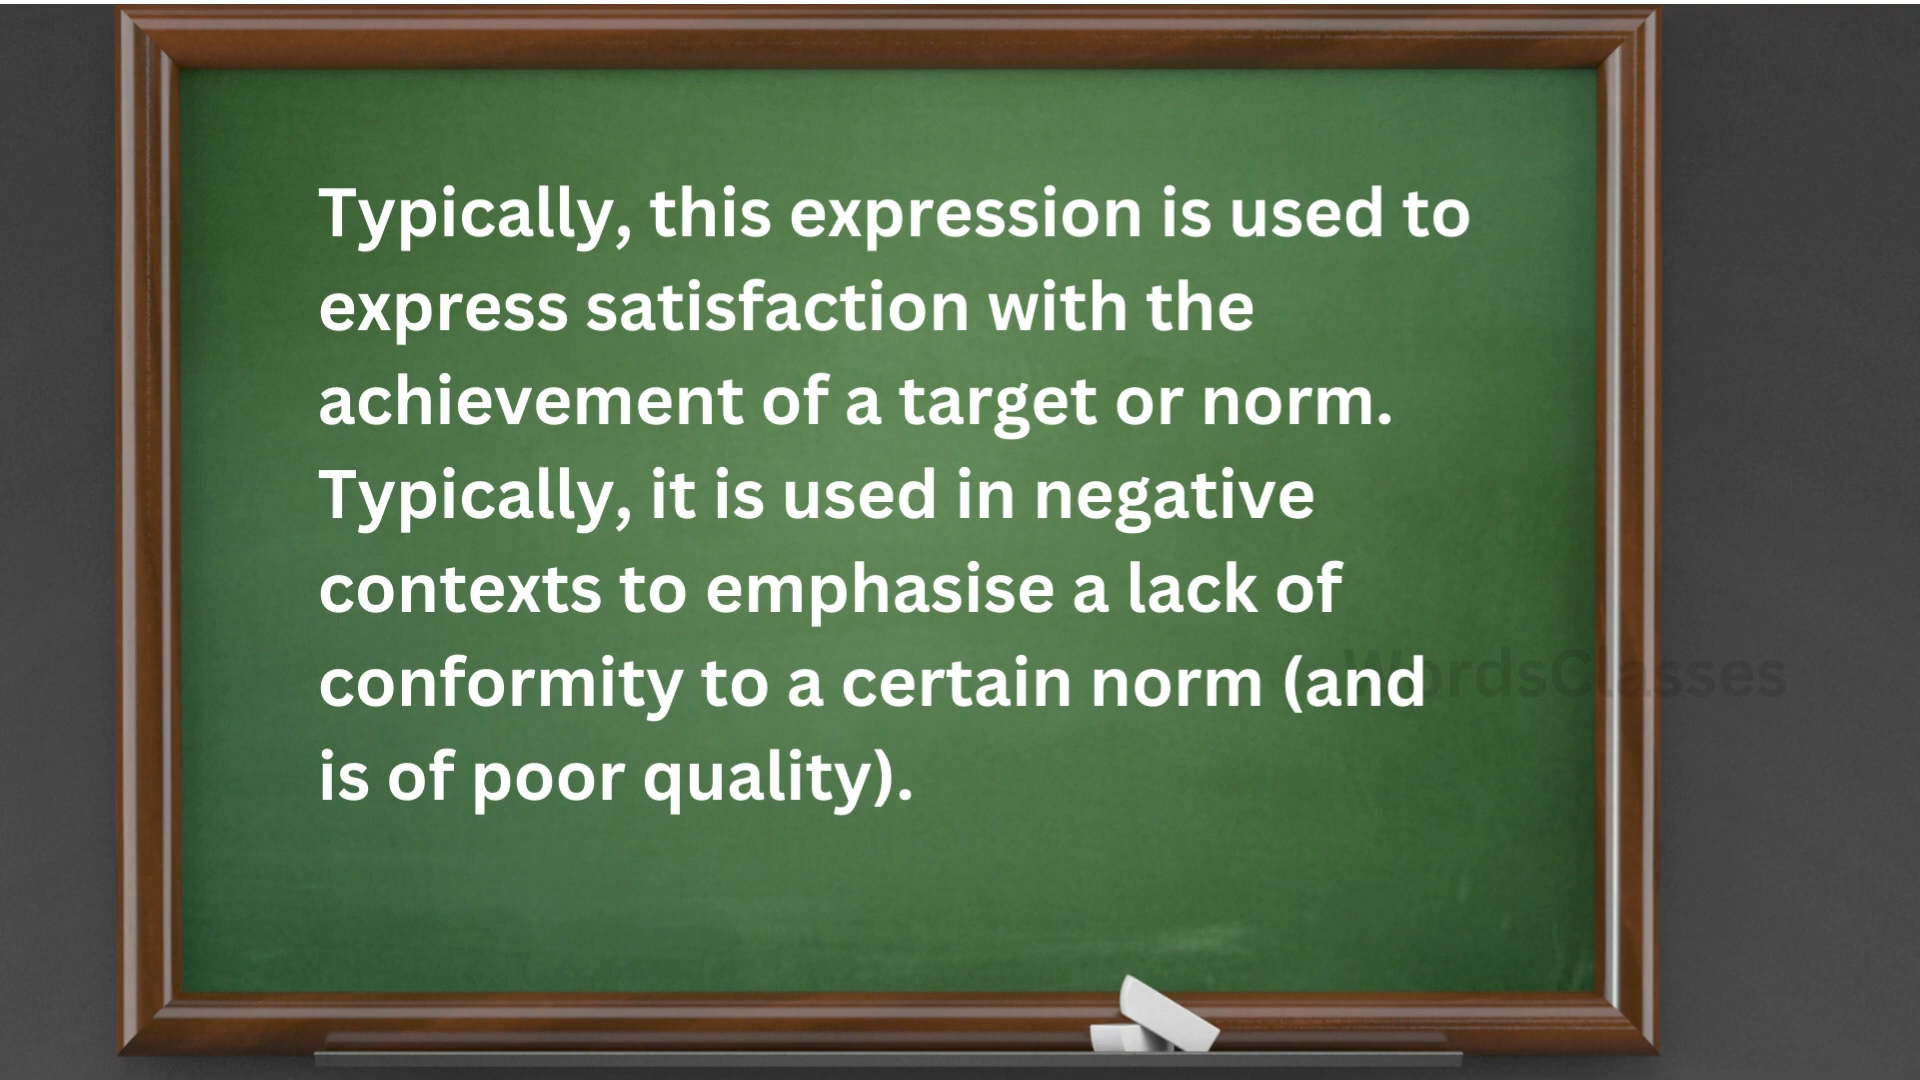 Typically, this expression is used to
express satisfaction with the
achievement of a target or norm.
Typically, it is used in negative
contexts to emphasise a lack of
conformity to a certain norm (and
is of poor quality).
WordsClasses